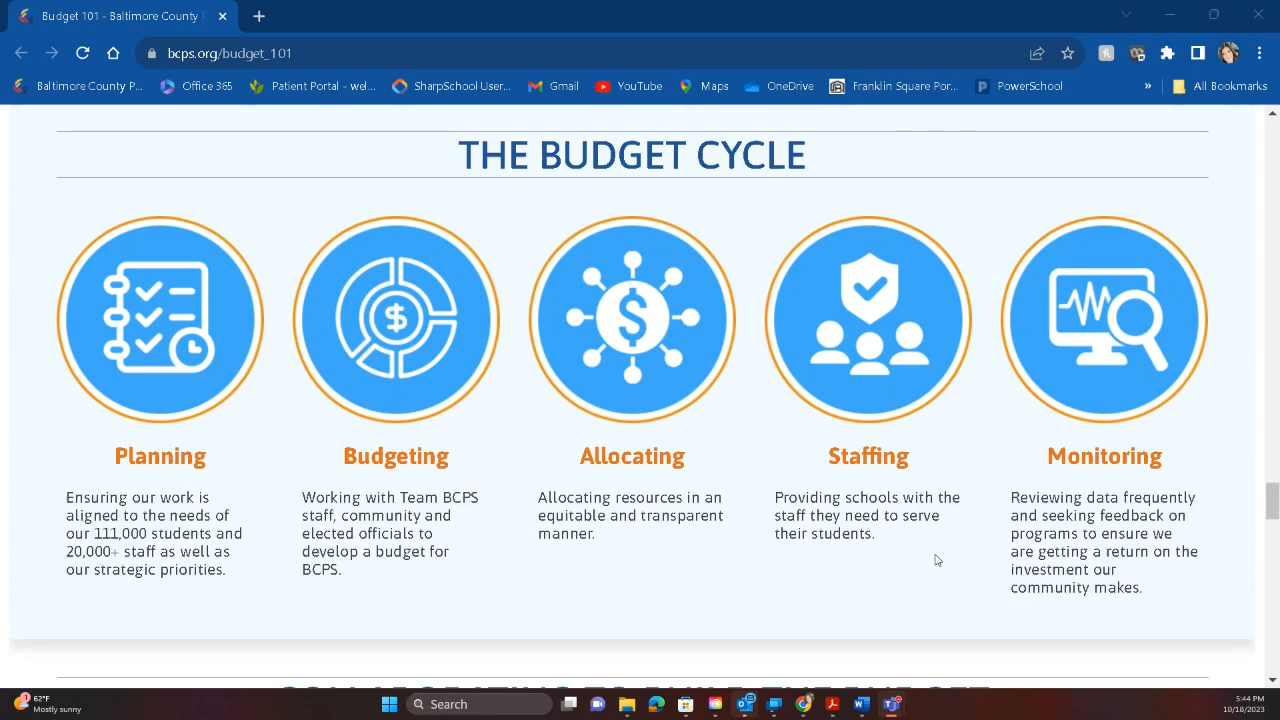 Budget 101 - Baltimore County
bcps.org/budget_101
Baltimore County P...
Office 365
Patient Portal - wel...
SharpSchool User...
Gmail
YouTube
Maps
OneDrive
Franklin Square Por...
PowerSchool
»
All Bookmarks
THE BUDGET CYCLE
Planning
Ensuring our work is
aligned to the needs of
our 111,000 students and
20,000+ staff as well as
our strategic priorities.
Budgeting
Working with Team BCPS
staff, community and
elected officials to
develop a budget for
BCPS.
Allocating
Allocating resources in an
equitable and transparent
manner.
Staffing
Providing schools with the
staff they need to serve
their students.
Monitoring
Reviewing data frequently
and seeking feedback on
programs to ensure we
are getting a return on the
investment our
community makes.
1
62°F
Mostly sunny
Search
5:44 PM
10/18/2023